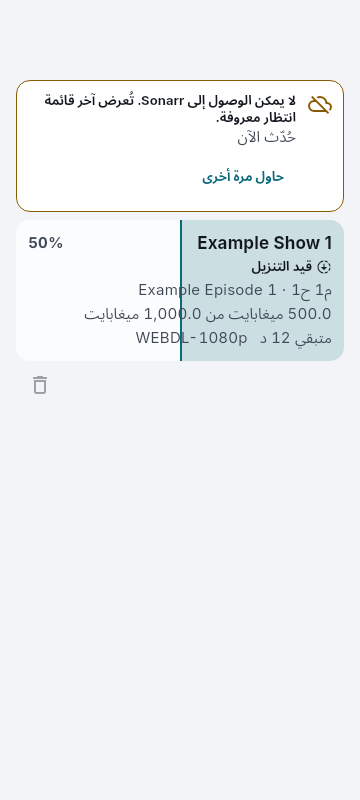 لا يمكن الوصول إلى Sonarr. تُعرض آخر قائمة
انتظار معروفة.
حُدّث الآن
حاول مرة أخرى
Example Show 1
50%
قيد التنزيل
م1 ح1 · Example Episode 1
500.0 ميغابايت من 1,000.0 ميغابايت
متبقي 12 د WEBDL-1080p